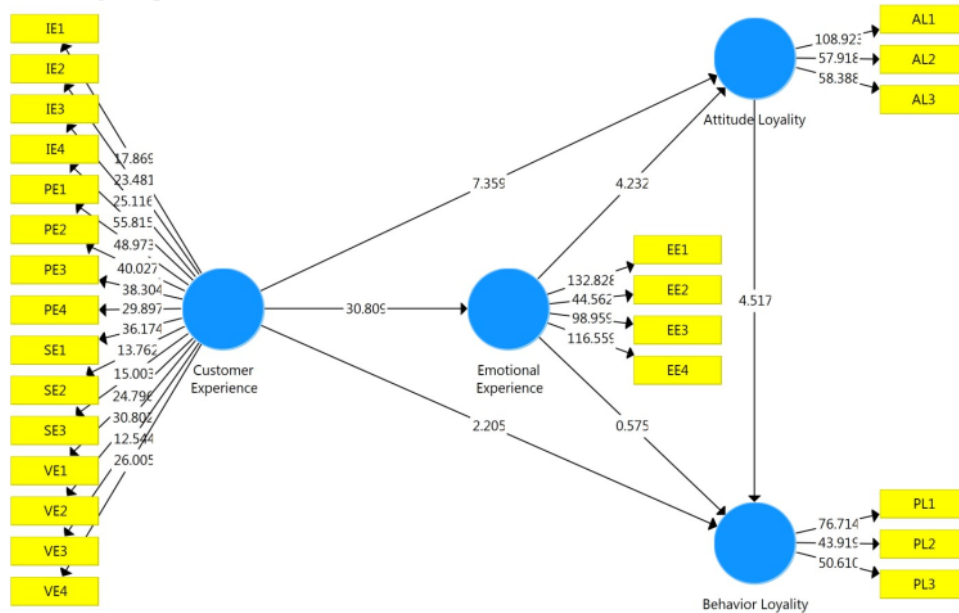 IE1
IE2
IE3
IE4
PE1
PE2
PE3
PE4
SE1
SE2
SE3
VE1
VE2
VE3
VE4
17.869
23.481
25.116
55.815
48.973
40.027
38.304
29.897
36.174
13.762
15.003
24.796
30.802
12.544
26.005
Customer
Experience
7.359
30.809
2.205
Emotional
Experience
4.232
0.575
132.828
44.562
98.959
116.559
EE1
EE2
EE3
EE4
Attitude Loyality
108.923
57.918
58.388
AL1
AL2
AL3
4.517
Behavior Loyality
76.714
43.919
50.610
PL1
PL2
PL3